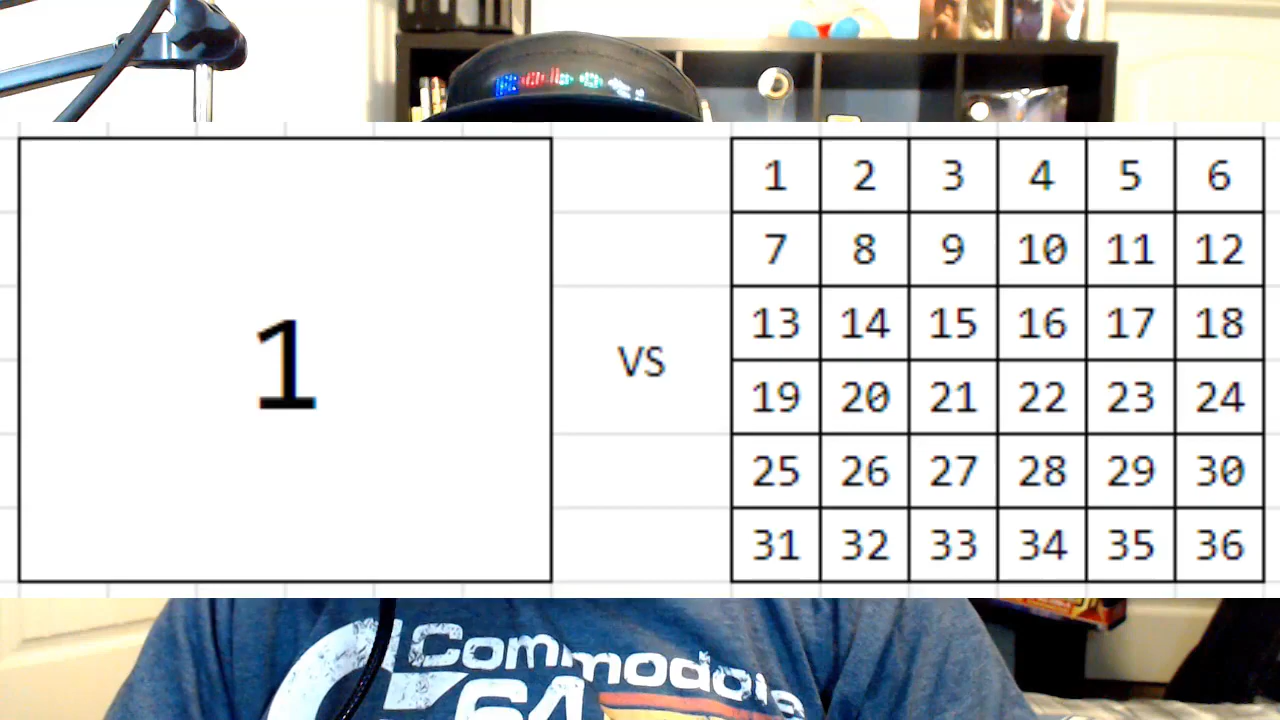 1
VS
1 2 3 4 5 6
7 8 9 10 11 12
13 14 15 16 17 18
19 20 21 22 23 24
25 26 27 28 29 30
31 32 33 34 35 36
Commodore
64